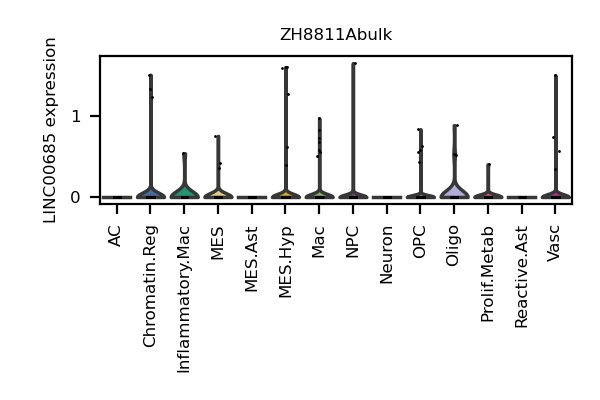 ZH8811Abulk
LINC00685 expression
1
0
AC
Chromatin.Reg
Inflammatory.Mac
MES
MES.Ast
MES.Hyp
Mac
NPC
Neuron
OPC
Oligo
Prolif.Metab
Reactive.Ast
Vasc